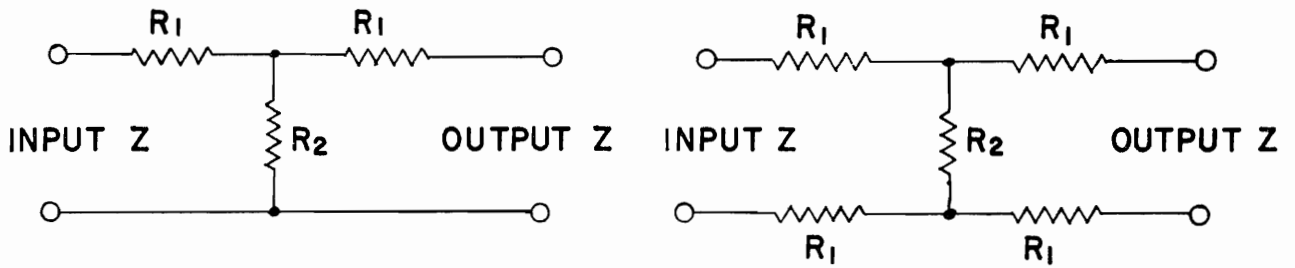 R1 R1
R2
INPUT Z OUTPUT Z
R1 R1
R2
INPUT Z OUTPUT Z
R1 R1